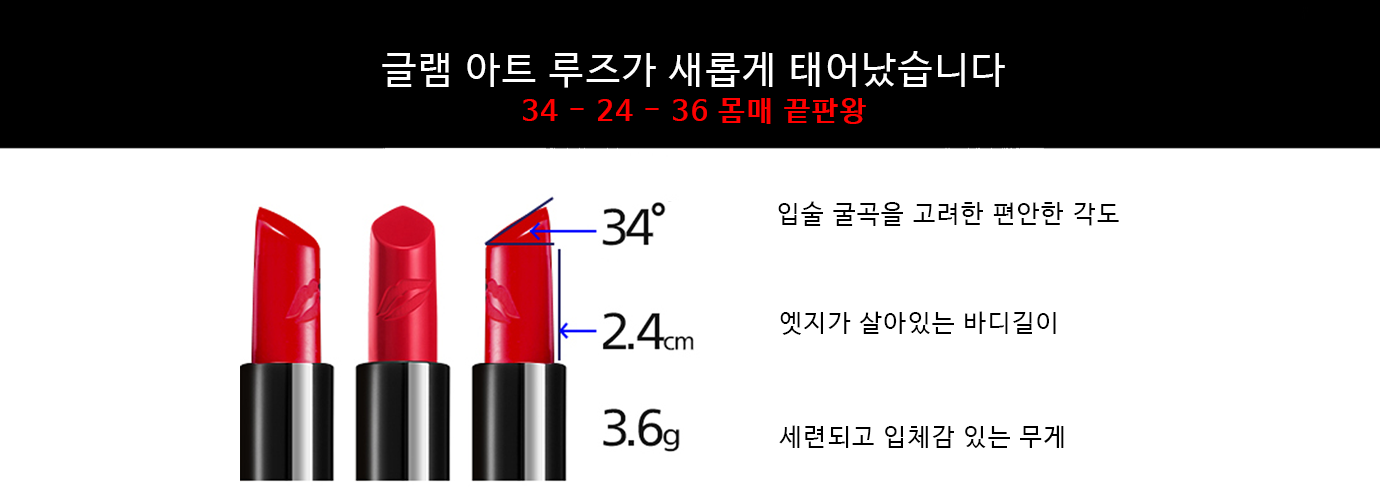 글램 아트 루즈가 새롭게 태어났습니다
34 - 24 - 36 몸매 끝판왕
34° 입술 굴곡을 고려한 편안한 각도
2.4cm 엣지가 살아있는 바디길이
3.6g 세련되고 입체감 있는 무게